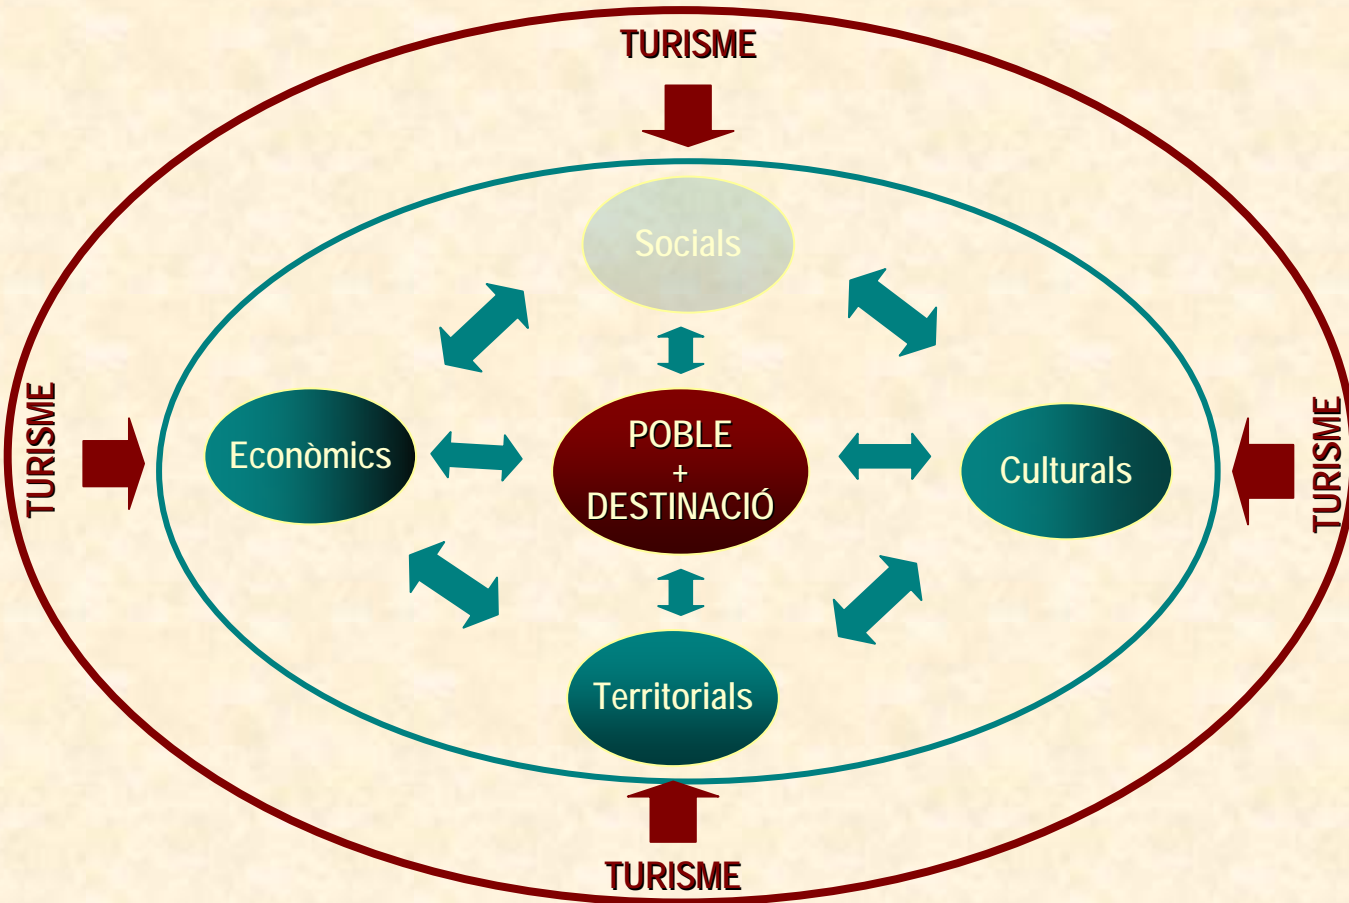 TURISME
Socials
TURISME
Econòmics
POBLE
+
DESTINACIÓ
Culturals
TURISME
Territorials
TURISME